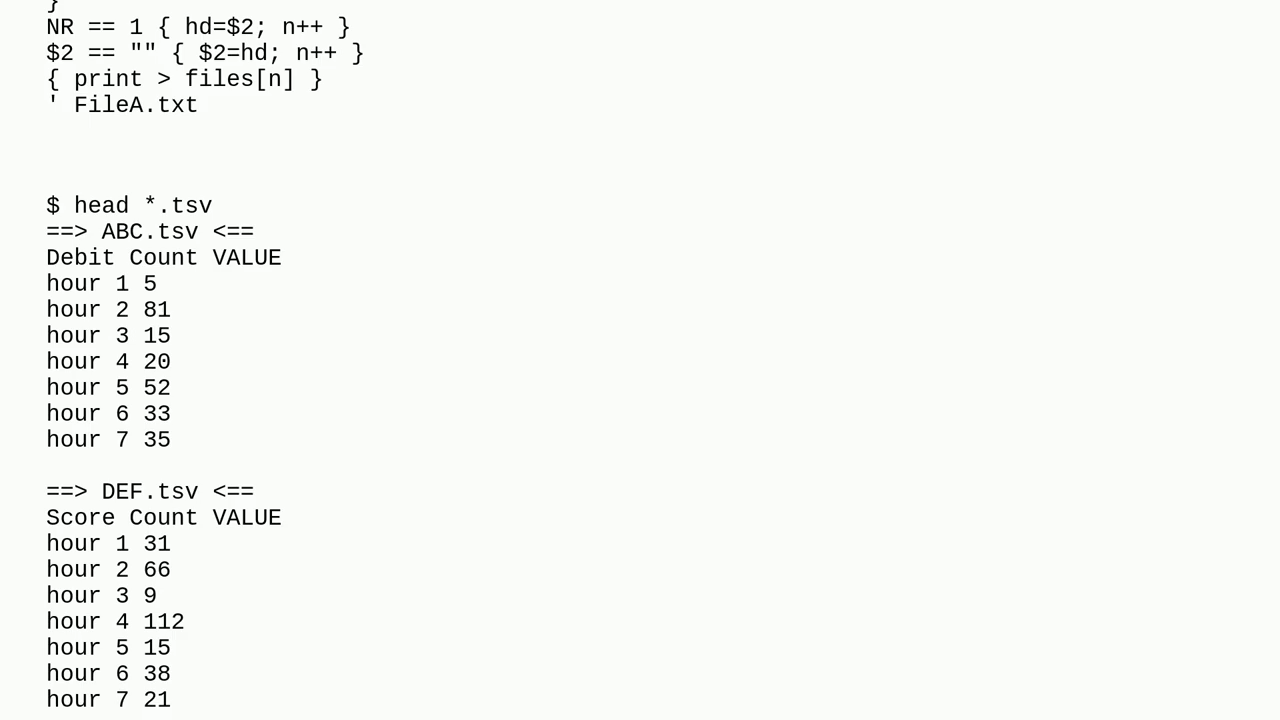 }
NR == 1 { hd=$2; n++ }
$2 == "" { $2=hd; n++ }
{ print > files[n] }
' FileA.txt
$ head *.tsv
==> ABC.tsv <==
Debit Count VALUE
hour 1 5
hour 2 81
hour 3 15
hour 4 20
hour 5 52
hour 6 33
hour 7 35
==> DEF.tsv <==
Score Count VALUE
hour 1 31
hour 2 66
hour 3 9
hour 4 112
hour 5 15
hour 6 38
hour 7 21